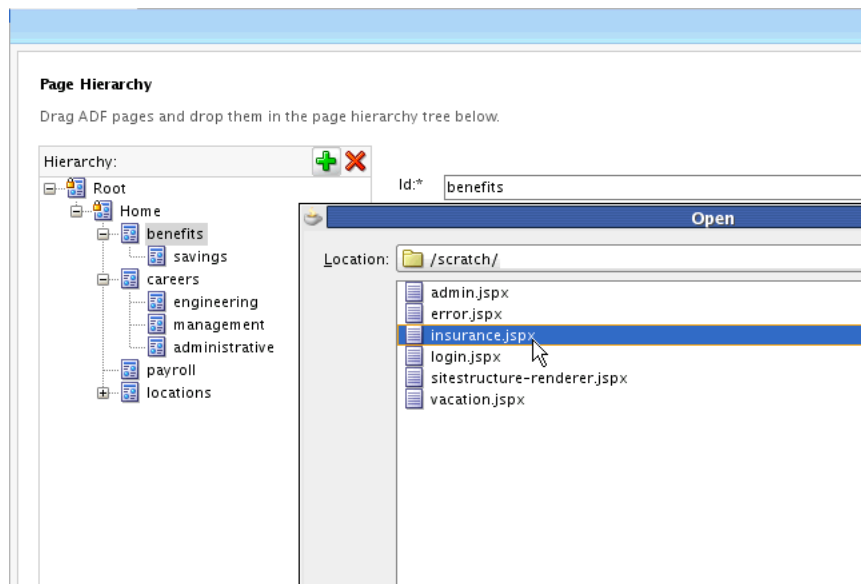 Page Hierarchy
Drag ADF pages and drop them in the page hierarchy tree below.
Hierarchy:
Root
Home
benefits
savings
careers
engineering
management
administrative
payroll
locations
Id:*
benefits
Open
Location:
/scratch/
admin.jspx
error.jspx
insurance.jspx
login.jspx
sitestructure-renderer.jspx
vacation.jspx